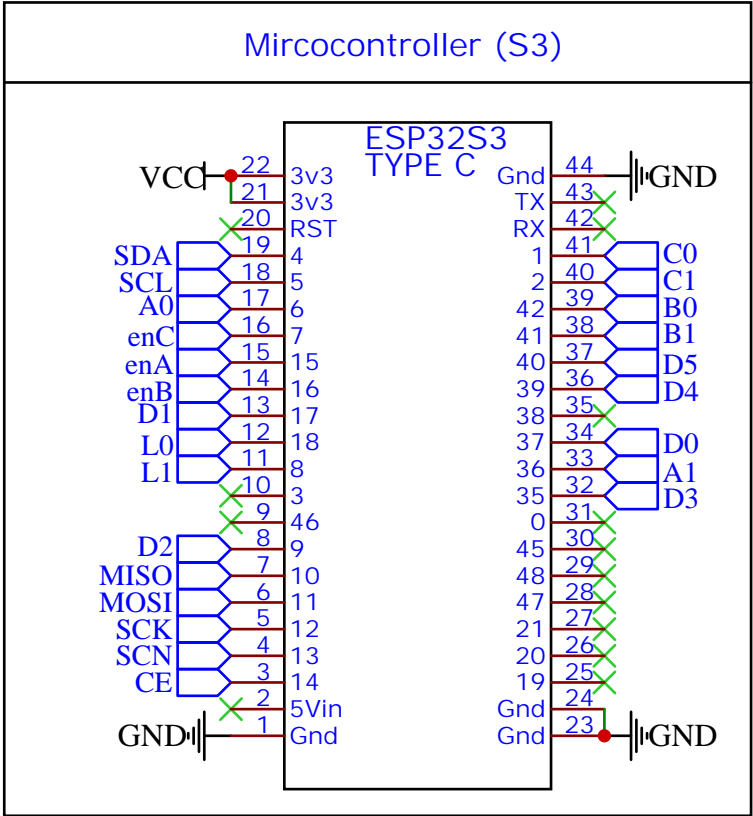 Mircocontroller (S3)
ESP32S3
TYPE C
VCC 22 3v3 Gnd 44 GND
21 3v3 TX 43
20 RST RX 42
SDA 19 4 1 41 C0
SCL 18 5 2 40 C1
A0 17 6 42 39 B0
enC 16 7 41 38 B1
enA 15 15 40 37 D5
enB 14 16 39 36 D4
D1 13 17 38 35
L0 12 18 37 34 D0
L1 11 8 36 33 A1
10 3 35 32 D3
9 46 0 31
D2 8 9 45 30
MISO 7 10 48 29
MOSI 6 11 47 28
SCK 5 12 21 27
SCN 4 13 20 26
CE 3 14 19 25
2 5Vin Gnd 24
GND 1 Gnd Gnd 23 GND